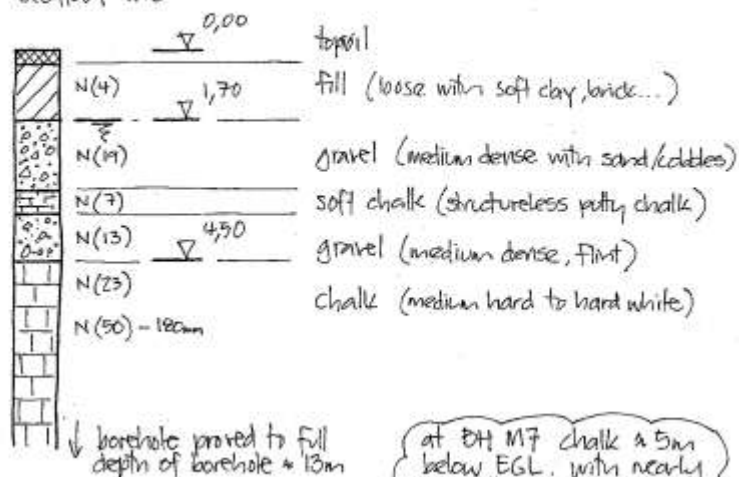 0,00
topsoil
N(4)
fill (loose with soft clay, brick...)
1,70
N(19)
gravel (medium dense with sand/cobbles)
N(7)
soft chalk (structureless putty chalk)
N(13)
4,50
gravel (medium dense, flint)
N(23)
chalk (medium hard to hard white)
N(50) - 180mm
↓ borehole proved to full
depth of borehole ≈ 13m
at BH M7 chalk ≈ 5m
below EGL, with nearly